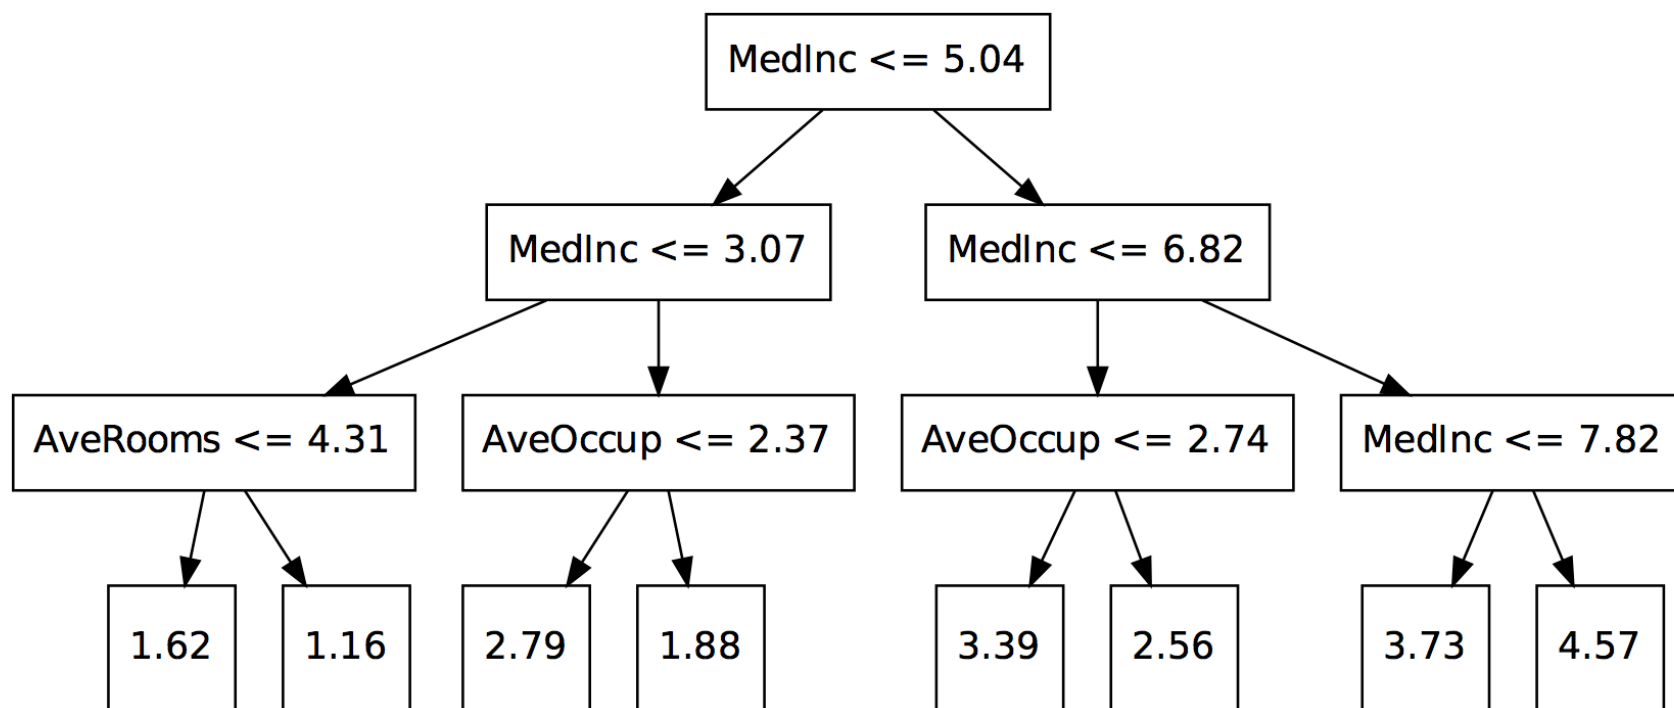 MedInc <= 5.04
MedInc <= 3.07
MedInc <= 6.82
AveRooms <= 4.31
AveOccup <= 2.37
AveOccup <= 2.74
MedInc <= 7.82
1.62
1.16
2.79
1.88
3.39
2.56
3.73
4.57